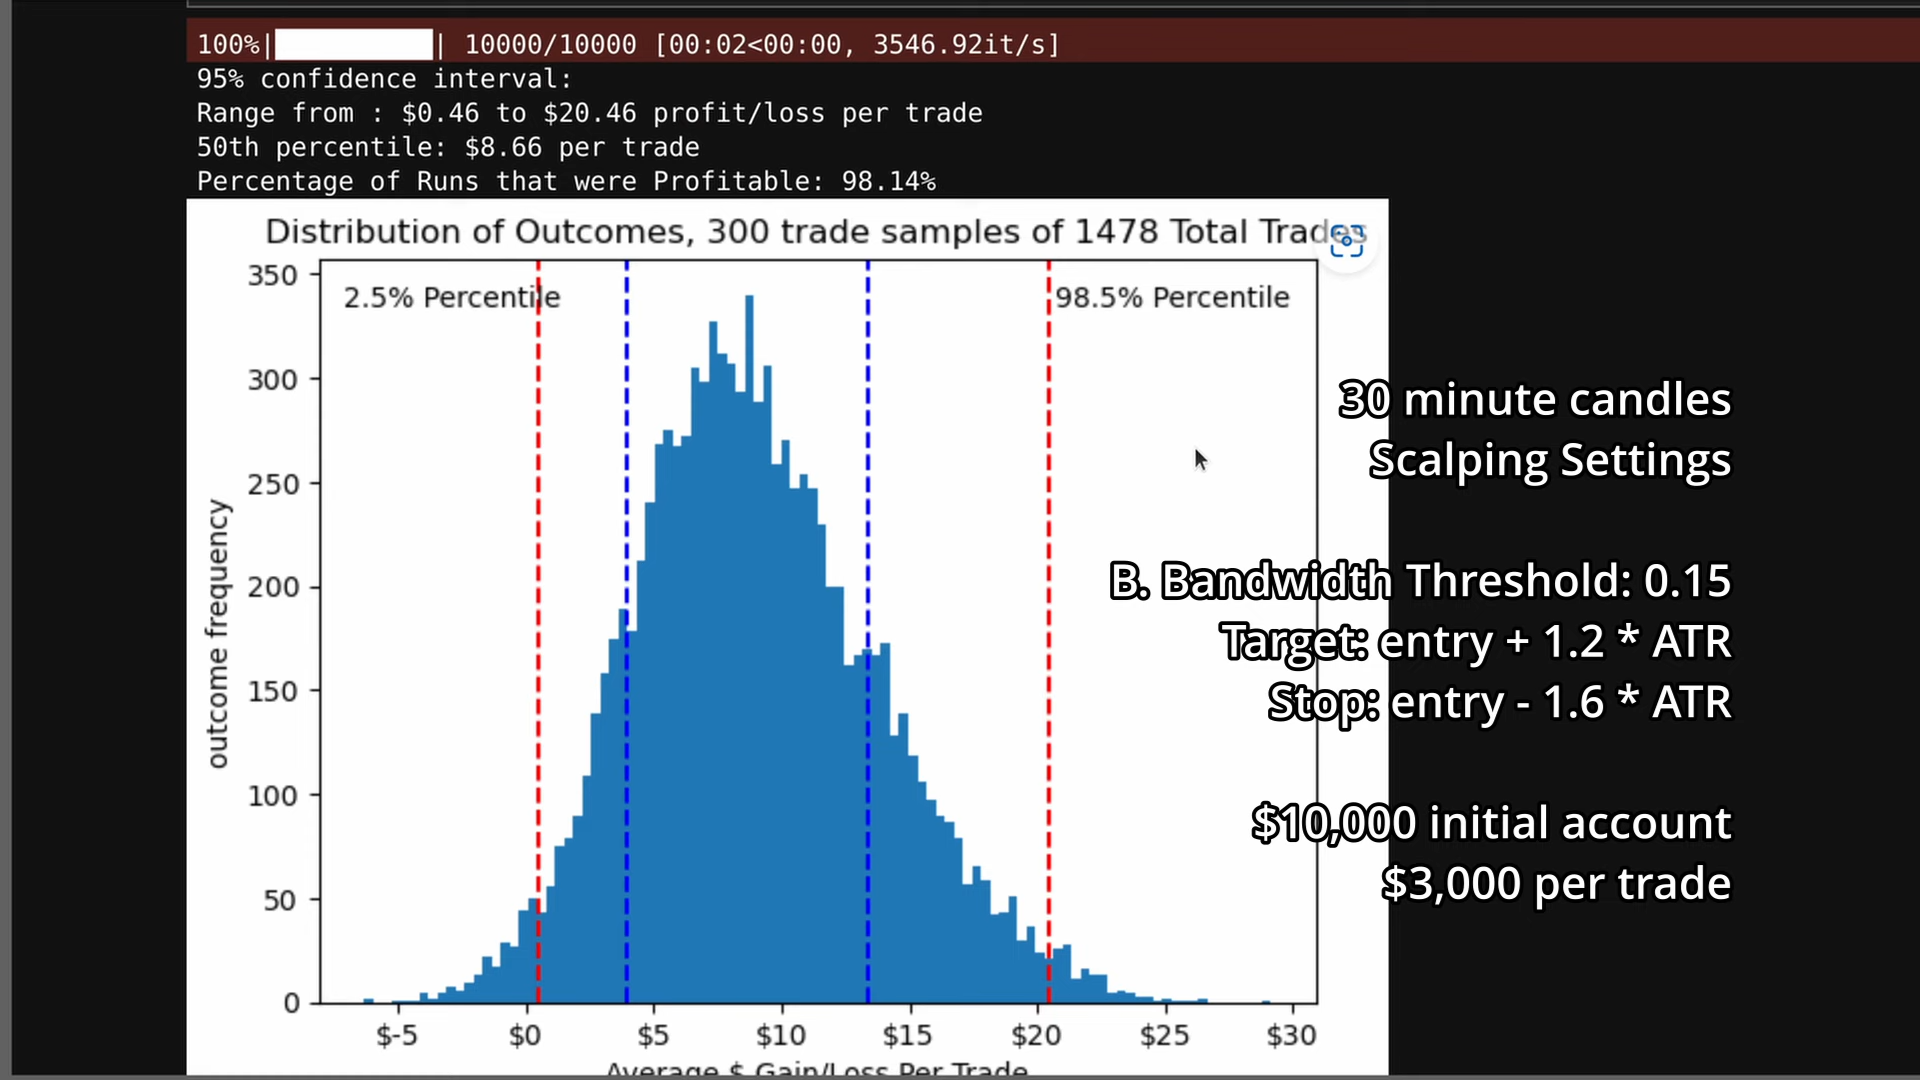 100%| | 10000/10000 [00:02<00:00, 3546.92it/s]
95% confidence interval:
Range from : $0.46 to $20.46 profit/loss per trade
50th percentile: $8.66 per trade
Percentage of Runs that were Profitable: 98.14%
Distribution of Outcomes, 300 trade samples of 1478 Total Trades
2.5% Percentile
98.5% Percentile
350
300
250
200
150
100
50
0
outcome frequency
$-5
$0
$5
$10
$15
$20
$25
$30
Average $ Gain/Loss Per Trade
30 minute candles
Scalping Settings
B. Bandwidth Threshold: 0.15
Target: entry + 1.2 * ATR
Stop: entry - 1.6 * ATR
$10,000 initial account
$3,000 per trade